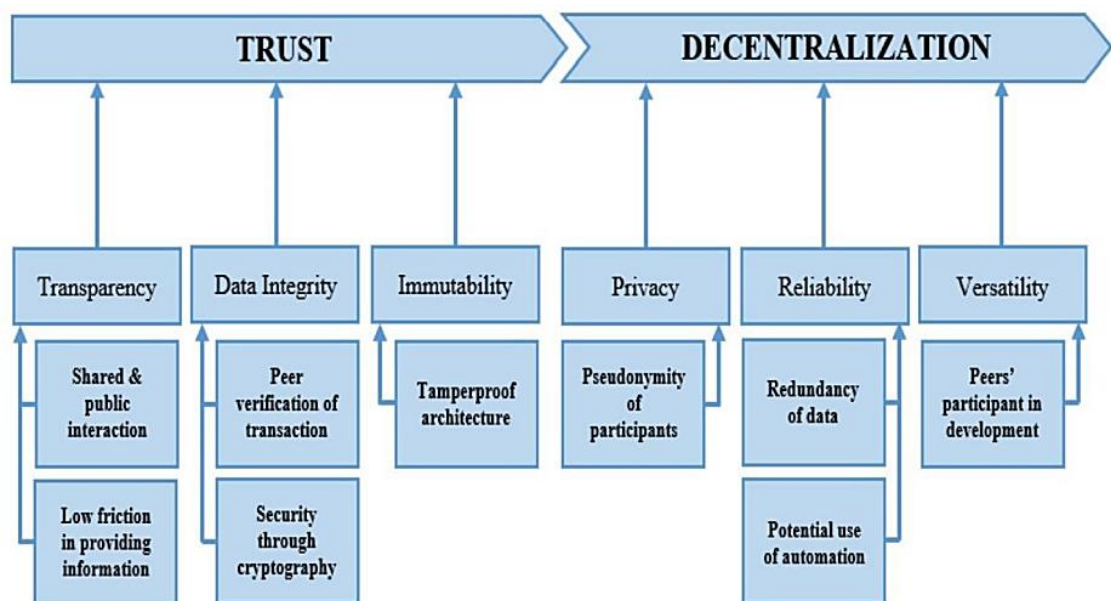 TRUST
DECENTRALIZATION
Transparency
Data Integrity
Immutability
Privacy
Reliability
Versatility
Shared &
public
interaction
Peer
verification of
transaction
Tamperproof
architecture
Pseudonymity
of
participants
Redundancy
of data
Peers'
participant in
development
Low friction
in providing
information
Security
through
cryptography
Potential use
of automation